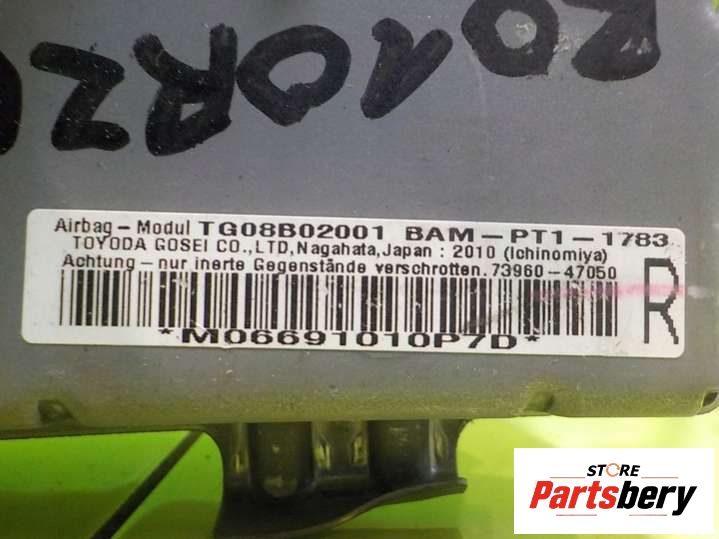 Airbag - Modul TG08B02001 BAM-PT1-1783
TOYODA GOSEI CO.,LTD,Nagahata,Japan : 2010 (Ichinomiya)
Achtung - nur inerte Gegenstände verschrotten. 73960-47050
R
*M06691010P7D*
STORE
Partsbery